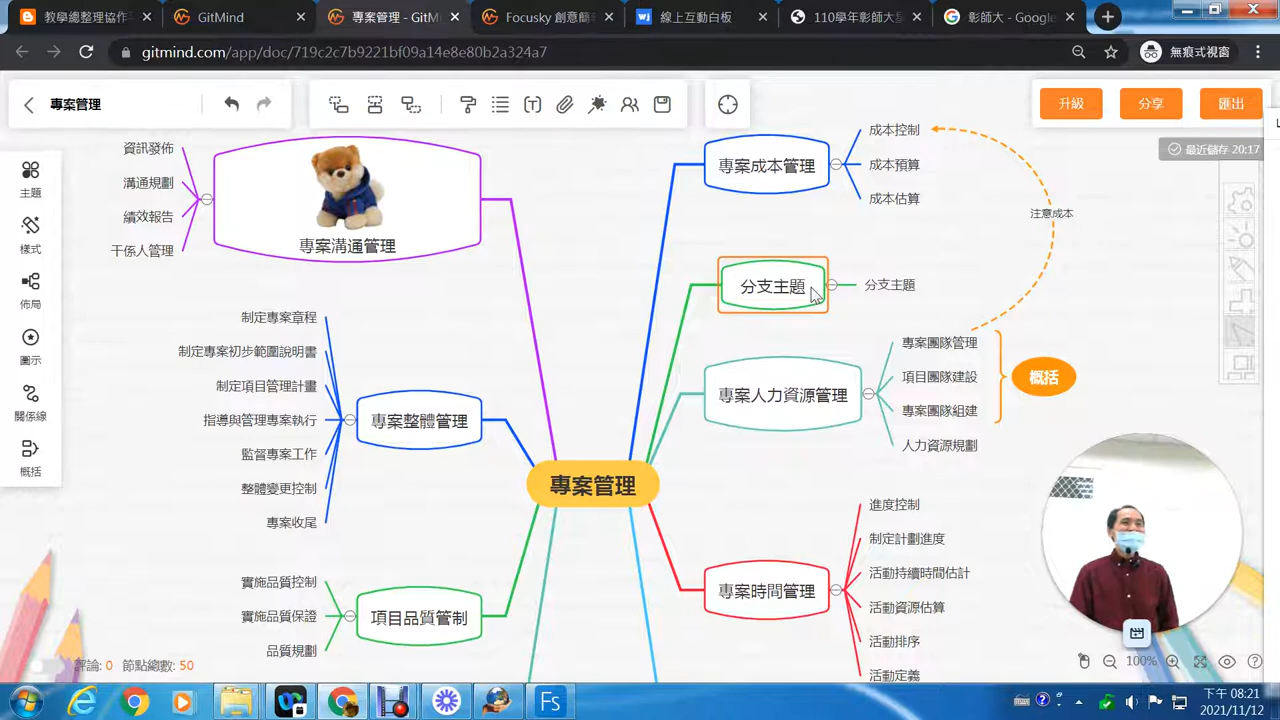 教學總整理協作
GitMind
專案管理 - GitM
Focusky
線上互動白板
110學年彰師大
彰師大 - Google
gitmind.com/app/doc/719c2c7b9221bf09a14e8e80b2a324a7
無痕式視窗
專案管理
升級
分享
匯出
最近儲存 20:17
主題
樣式
佈局
圖示
關係線
概括
資訊發佈
溝通規劃
績效報告
干係人管理
專案溝通管理
制定專案章程
制定專案初步範圍說明書
制定項目管理計畫
指導與管理專案執行
監督專案工作
整體變更控制
專案收尾
專案整體管理
實施品質控制
實施品質保證
品質規劃
項目品質管制
專案管理
專案成本管理
成本控制
成本預算
成本估算
注意成本
分支主題
分支主題
專案人力資源管理
專案團隊管理
項目團隊建設
專案團隊組建
人力資源規劃
概括
專案時間管理
進度控制
制定計劃進度
活動持續時間估計
活動資源估算
活動排序
活動定義
評論: 0 節點總數: 50
100%
Fs
下午 08:21
2021/11/12